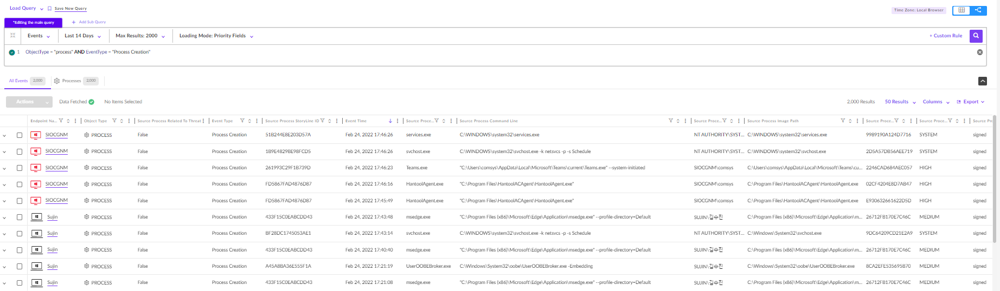 Load Query Save New Query
Time Zone: Local Browser
*Editing the main query + Add Sub Query
Events Last 14 Days Max Results: 2000 Loading Mode: Priority Fields + Custom Rule
1 ObjectType = "process" AND EventType = "Process Creation"
All Events 2,000 Processes 2,000
Actions Data Fetched No Items Selected 2,000 Results 50 Results Columns Export
Endpoint Na... Object Type Source Process Related To Threat Event Type Source Process StoryLine ID Event Time Source Proce... Source Process Command Line Source Proce... Source Process Image Path Source Proce... Source Proce... Source Pro
SIOCGNM PROCESS False Process Creation 51B244E8E203D57A Feb 24, 2022 17:46:26 services.exe C:\WINDOWS\system32\services.exe NT AUTHORITY\SYST... C:\WINDOWS\system32\services.exe 9989190A124D7716 SYSTEM signed
SIOCGNM PROCESS False Process Creation 1B9E4829BE98FCD5 Feb 24, 2022 17:46:26 svchost.exe C:\WINDOWS\system32\svchost.exe -k netsvcs -p -s Schedule NT AUTHORITY\SYST... C:\WINDOWS\system32\svchost.exe 2D5A57DB56AEE719 SYSTEM signed
SIOCGNM PROCESS False Process Creation 261993C29F1B739D Feb 24, 2022 17:46:23 Teams.exe "C:\Users\comsys\AppData\Local\Microsoft\Teams\current\Teams.exe" --system-initiated SIOCGNM\comsys C:\Users\comsys\AppData\Local\Microsoft\Teams\cu... 2246CAD684AEC057 HIGH signed
SIOCGNM PROCESS False Process Creation FD5867FAD4876D87 Feb 24, 2022 17:46:16 HantoolAgent.exe "C:\Program Files\HantoolACAgent\HantoolAgent.exe" SIOCGNM\comsys C:\Program Files\HantoolACAgent\HantoolAgent.exe 02CF4204E8D7AB47 HIGH signed
SIOCGNM PROCESS False Process Creation FD5867FAD4876D87 Feb 24, 2022 17:45:49 HantoolAgent.exe "C:\Program Files\HantoolACAgent\HantoolAgent.exe" SIOCGNM\comsys C:\Program Files\HantoolACAgent\HantoolAgent.exe E930632661622D5D HIGH signed
Sujin PROCESS False Process Creation 433F15C0EABCDD43 Feb 24, 2022 17:43:48 msedge.exe "C:\Program Files (x86)\Microsoft\Edge\Application\msedge.exe" --profile-directory=Default SUJIN\김수진 C:\Program Files (x86)\Microsoft\Edge\Application\m... 26712FB170E7C46C MEDIUM signed
Sujin PROCESS False Process Creation BF28DC1745053AE1 Feb 24, 2022 17:43:14 svchost.exe C:\WINDOWS\system32\svchost.exe -k netsvcs -p -s Schedule NT AUTHORITY\SYST... C:\Windows\System32\svchost.exe 9DC64209CD21E2A9 SYSTEM signed
Sujin PROCESS False Process Creation 433F15C0EABCDD43 Feb 24, 2022 17:40:40 msedge.exe "C:\Program Files (x86)\Microsoft\Edge\Application\msedge.exe" --profile-directory=Default SUJIN\김수진 C:\Program Files (x86)\Microsoft\Edge\Application\m... 26712FB170E7C46C MEDIUM signed
Sujin PROCESS False Process Creation A45A8BA36E555F1A Feb 24, 2022 17:21:19 UserOOBEBroker.exe C:\Windows\System32\oobe\UserOOBEBroker.exe -Embedding SUJIN\김수진 C:\Windows\System32\oobe\UserOOBEBroker.exe 8CA2EFE535695B70 MEDIUM signed
Sujin PROCESS False Process Creation 433F15C0EABCDD43 Feb 24, 2022 17:21:08 msedge.exe "C:\Program Files (x86)\Microsoft\Edge\Application\msedge.exe" --profile-directory=Default SUJIN\김수진 C:\Program Files (x86)\Microsoft\Edge\Application\m... 26712FB170E7C46C MEDIUM signed